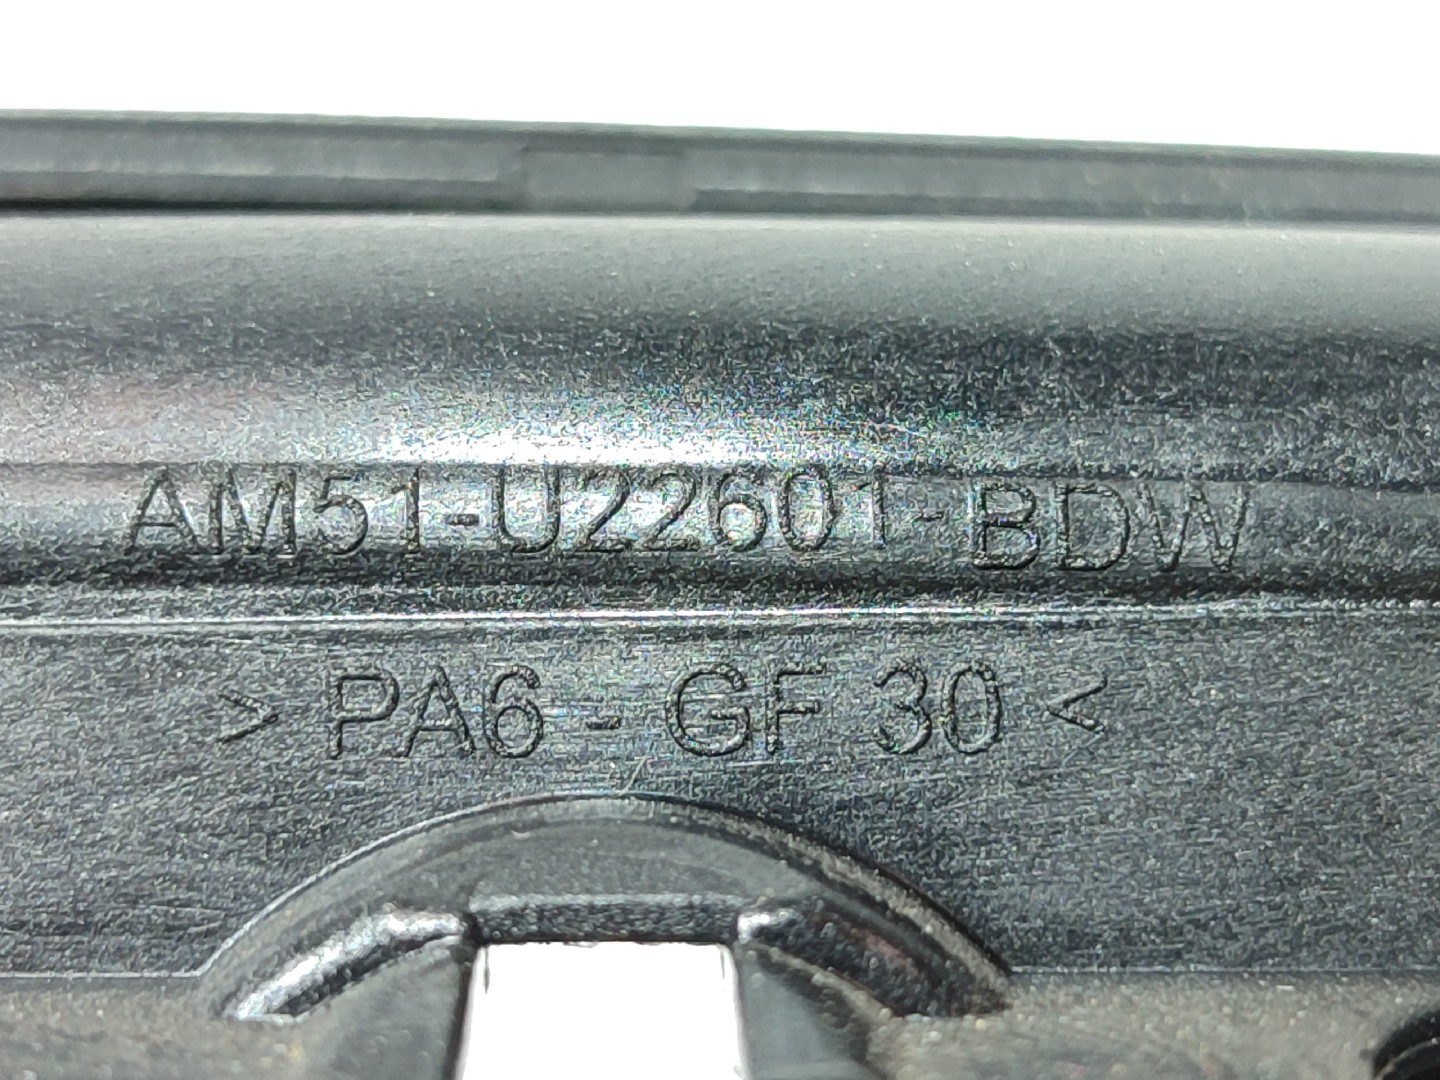 AM51-U22601-BDW
> PA6 - GF 30 <